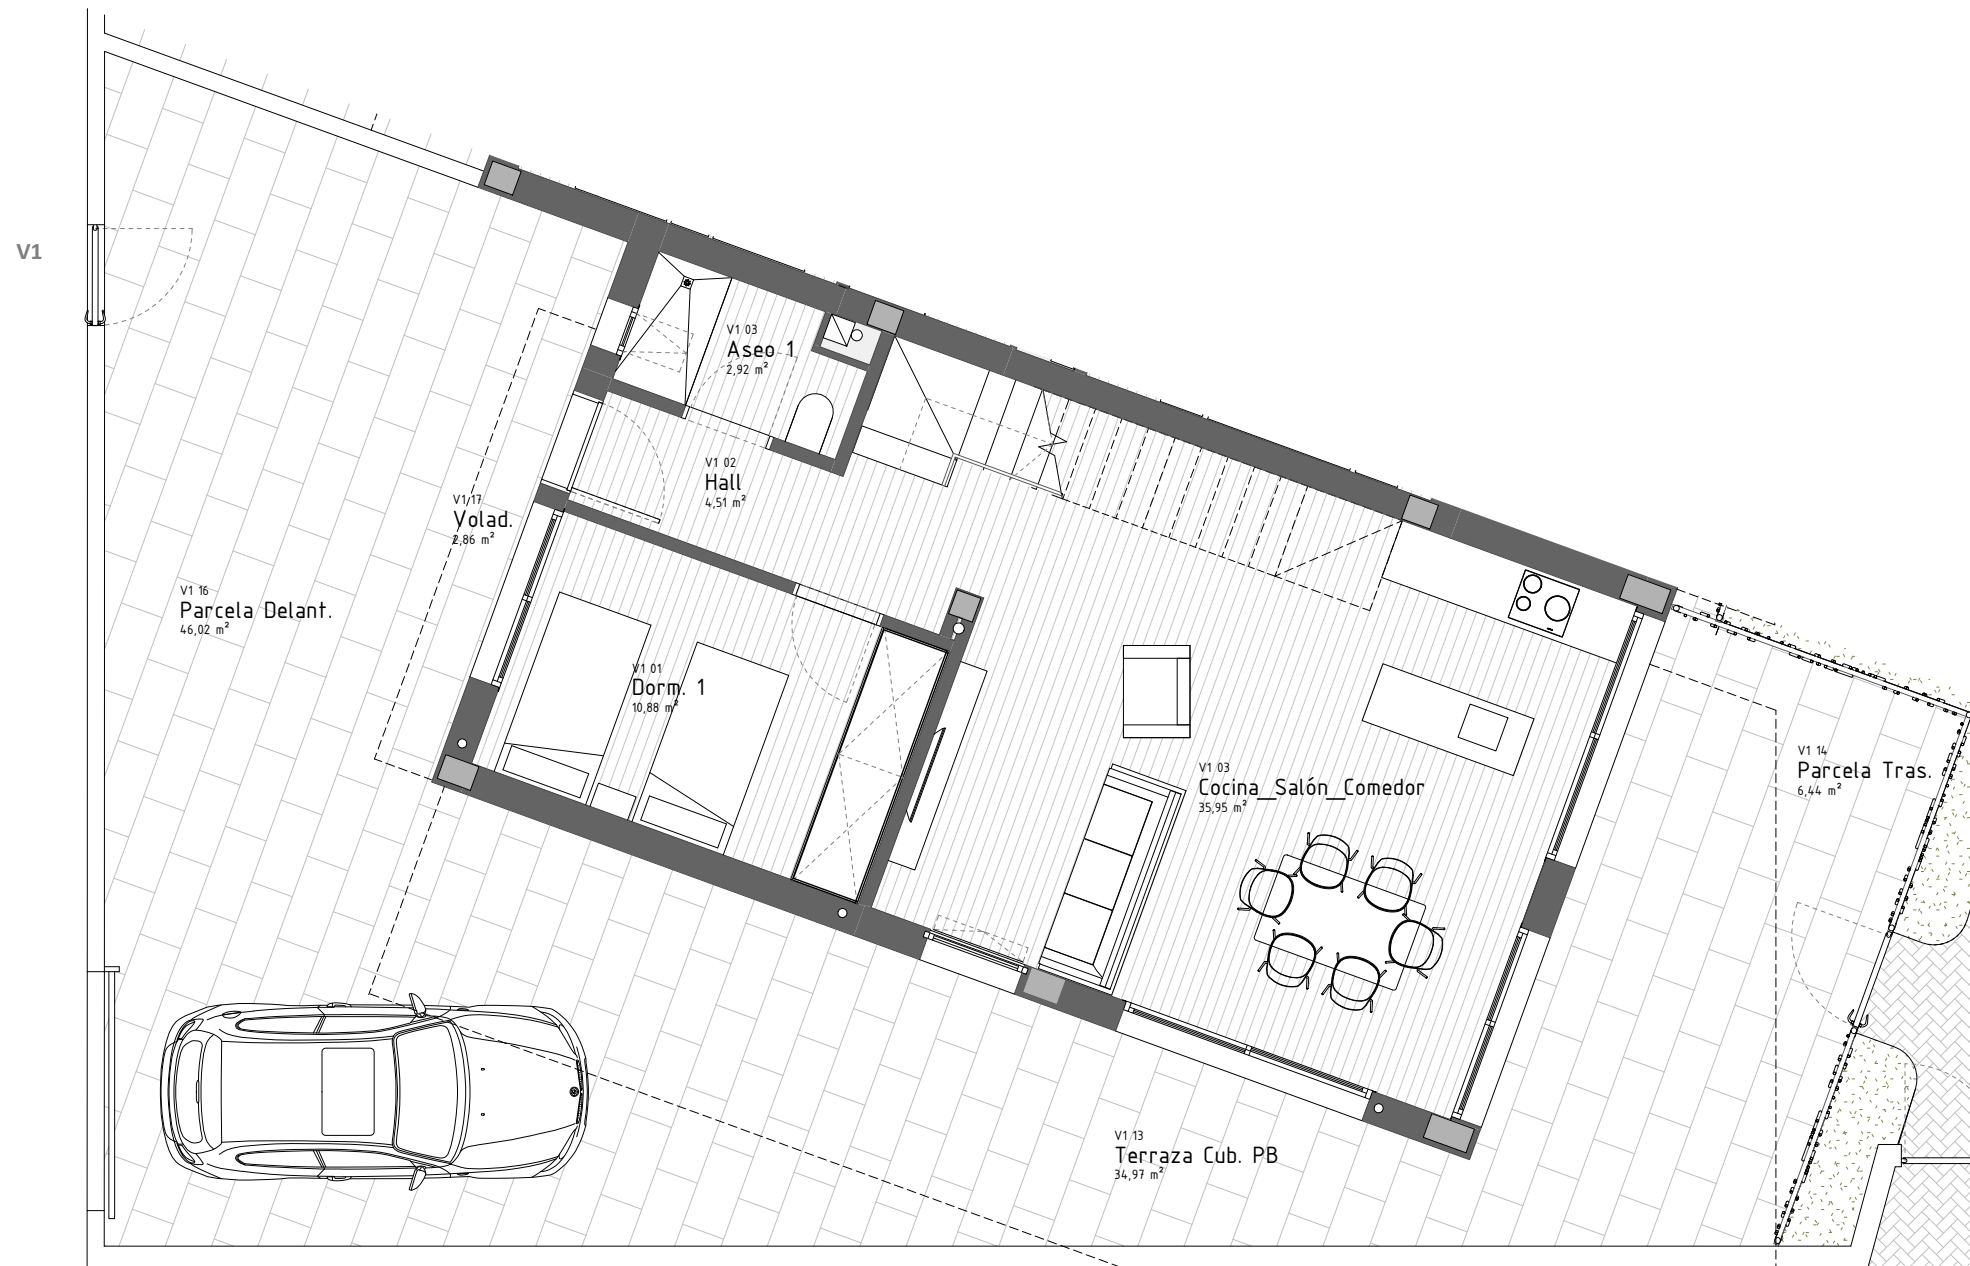 V1
V1 03
Aseo 1
2,92 m²
V1 02
Hall
4,51 m²
V1 17
Volad.
2,86 m²
V1 16
Parcela Delant.
46,02 m²
V1 01
Dorm. 1
10,88 m²
V1 03
Cocina_Salón_Comedor
35,95 m²
V1 14
Parcela Tras.
6,44 m²
V1 13
Terraza Cub. PB
34,97 m²